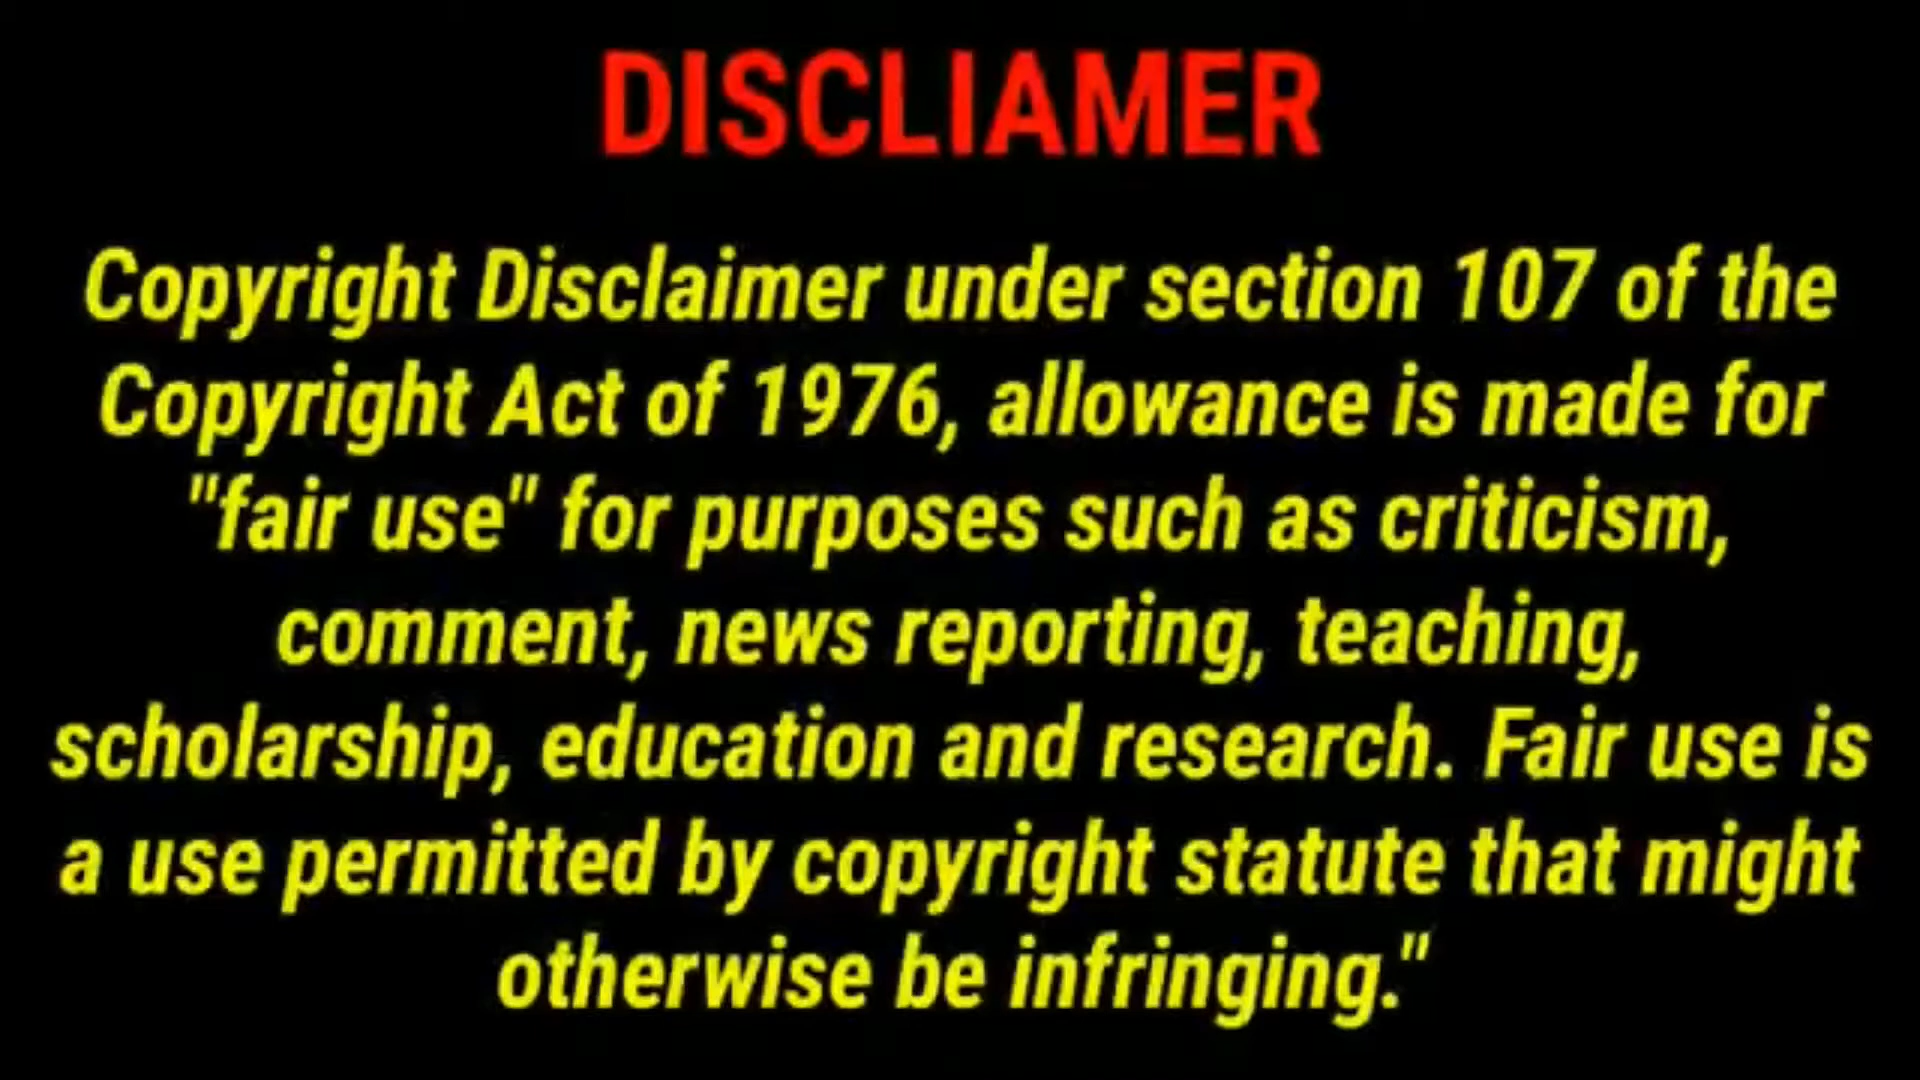 DISCLIAMER
Copyright Disclaimer under section 107 of the
Copyright Act of 1976, allowance is made for
"fair use" for purposes such as criticism,
comment, news reporting, teaching,
scholarship, education and research. Fair use is
a use permitted by copyright statute that might
otherwise be infringing."